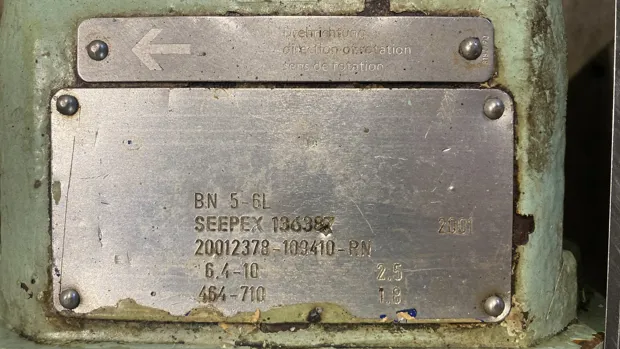 Drehrichtung
direction of rotation
sens de rotation
BN 5-6L
SEEPEX 136387 2001
20012378-109410-RN
6,4-10 2.5
464-710 1.8